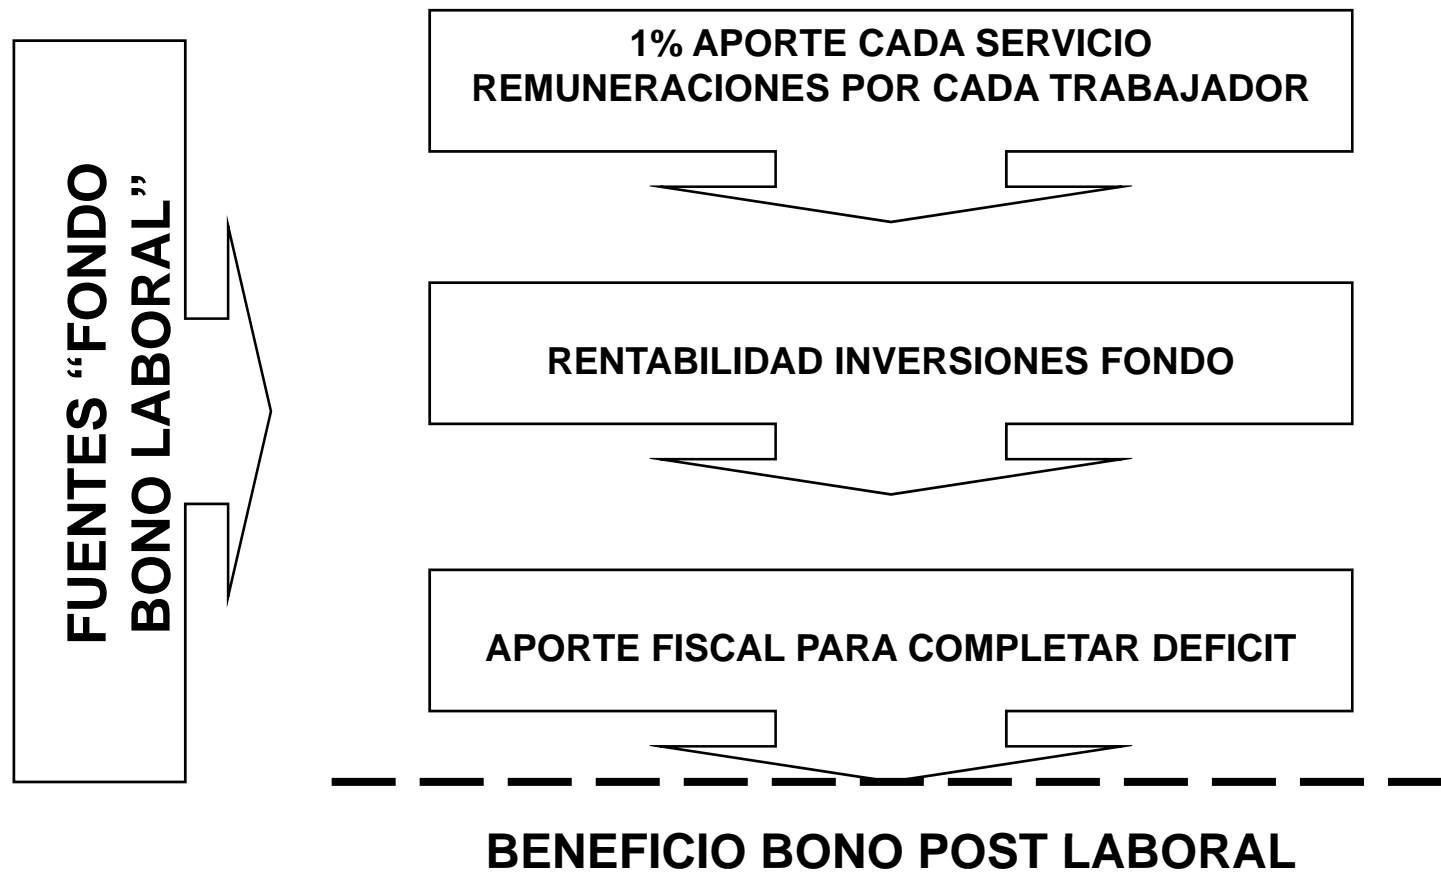 FUENTES “FONDO
BONO LABORAL”
1% APORTE CADA SERVICIO
REMUNERACIONES POR CADA TRABAJADOR
RENTABILIDAD INVERSIONES FONDO
APORTE FISCAL PARA COMPLETAR DEFICIT
BENEFICIO BONO POST LABORAL